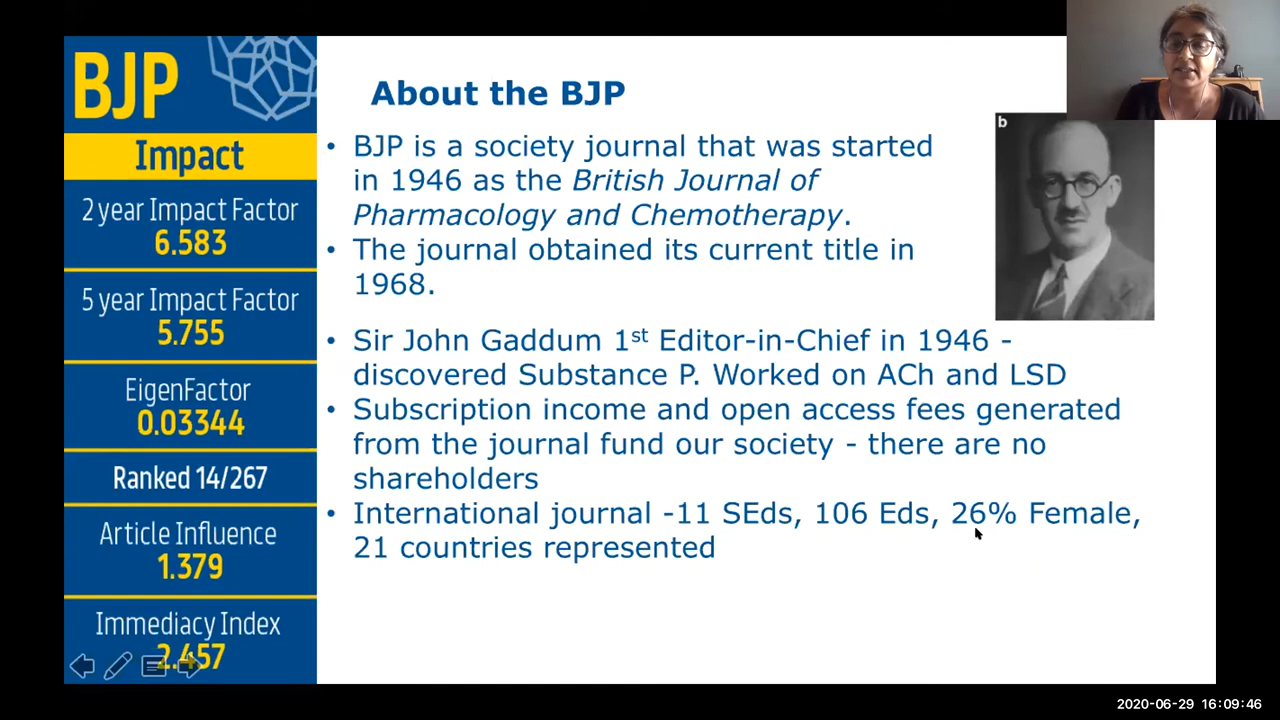 BJP
Impact
2 year Impact Factor
6.583
5 year Impact Factor
5.755
EigenFactor
0.03344
Ranked 14/267
Article Influence
1.379
Immediacy Index
2.457
About the BJP
• BJP is a society journal that was started
in 1946 as the British Journal of
Pharmacology and Chemotherapy.
• The journal obtained its current title in
1968.
• Sir John Gaddum 1st Editor-in-Chief in 1946 -
discovered Substance P. Worked on ACh and LSD
• Subscription income and open access fees generated
from the journal fund our society - there are no
shareholders
• International journal -11 SEds, 106 Eds, 26% Female,
21 countries represented
b
2020-06-29 16:09:46